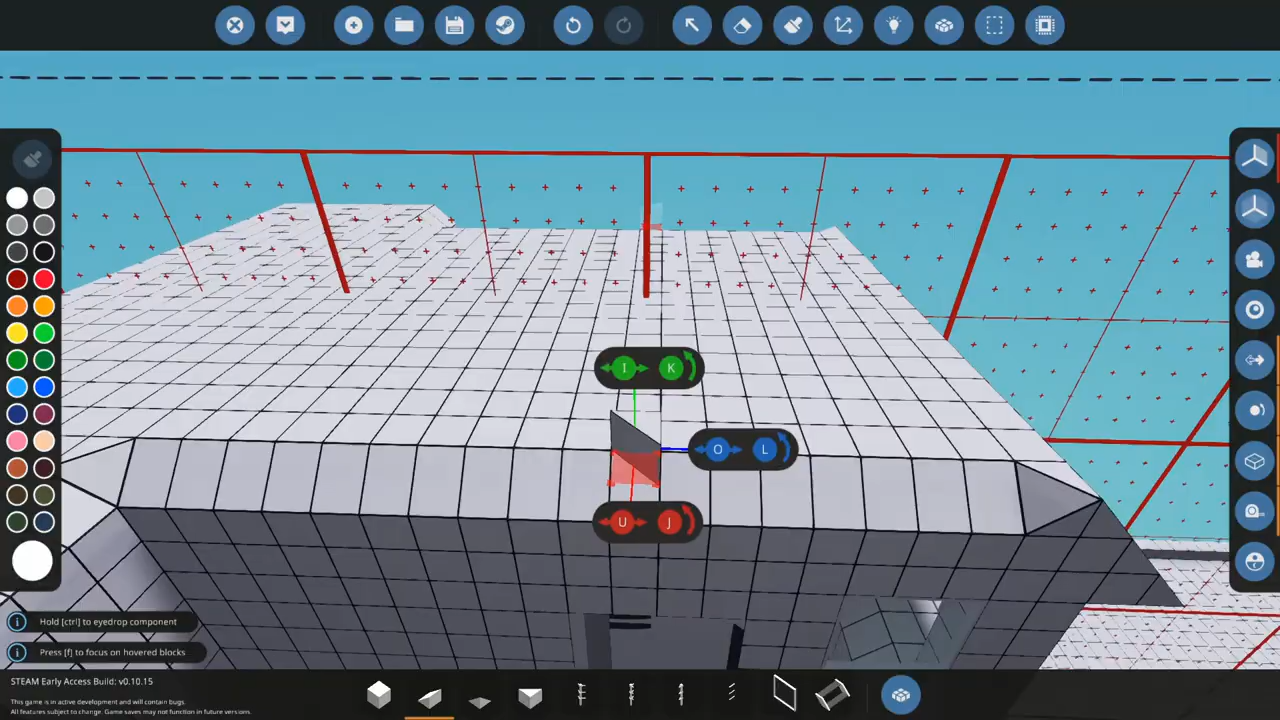 I K
O L
U J
Hold [ctrl] to eyedrop component
Press [f] to focus on hovered blocks
STEAM Early Access Build: v0.10.15
This game is in active development and will contain bugs.
All features subject to change. Game saves may not function in future versions.